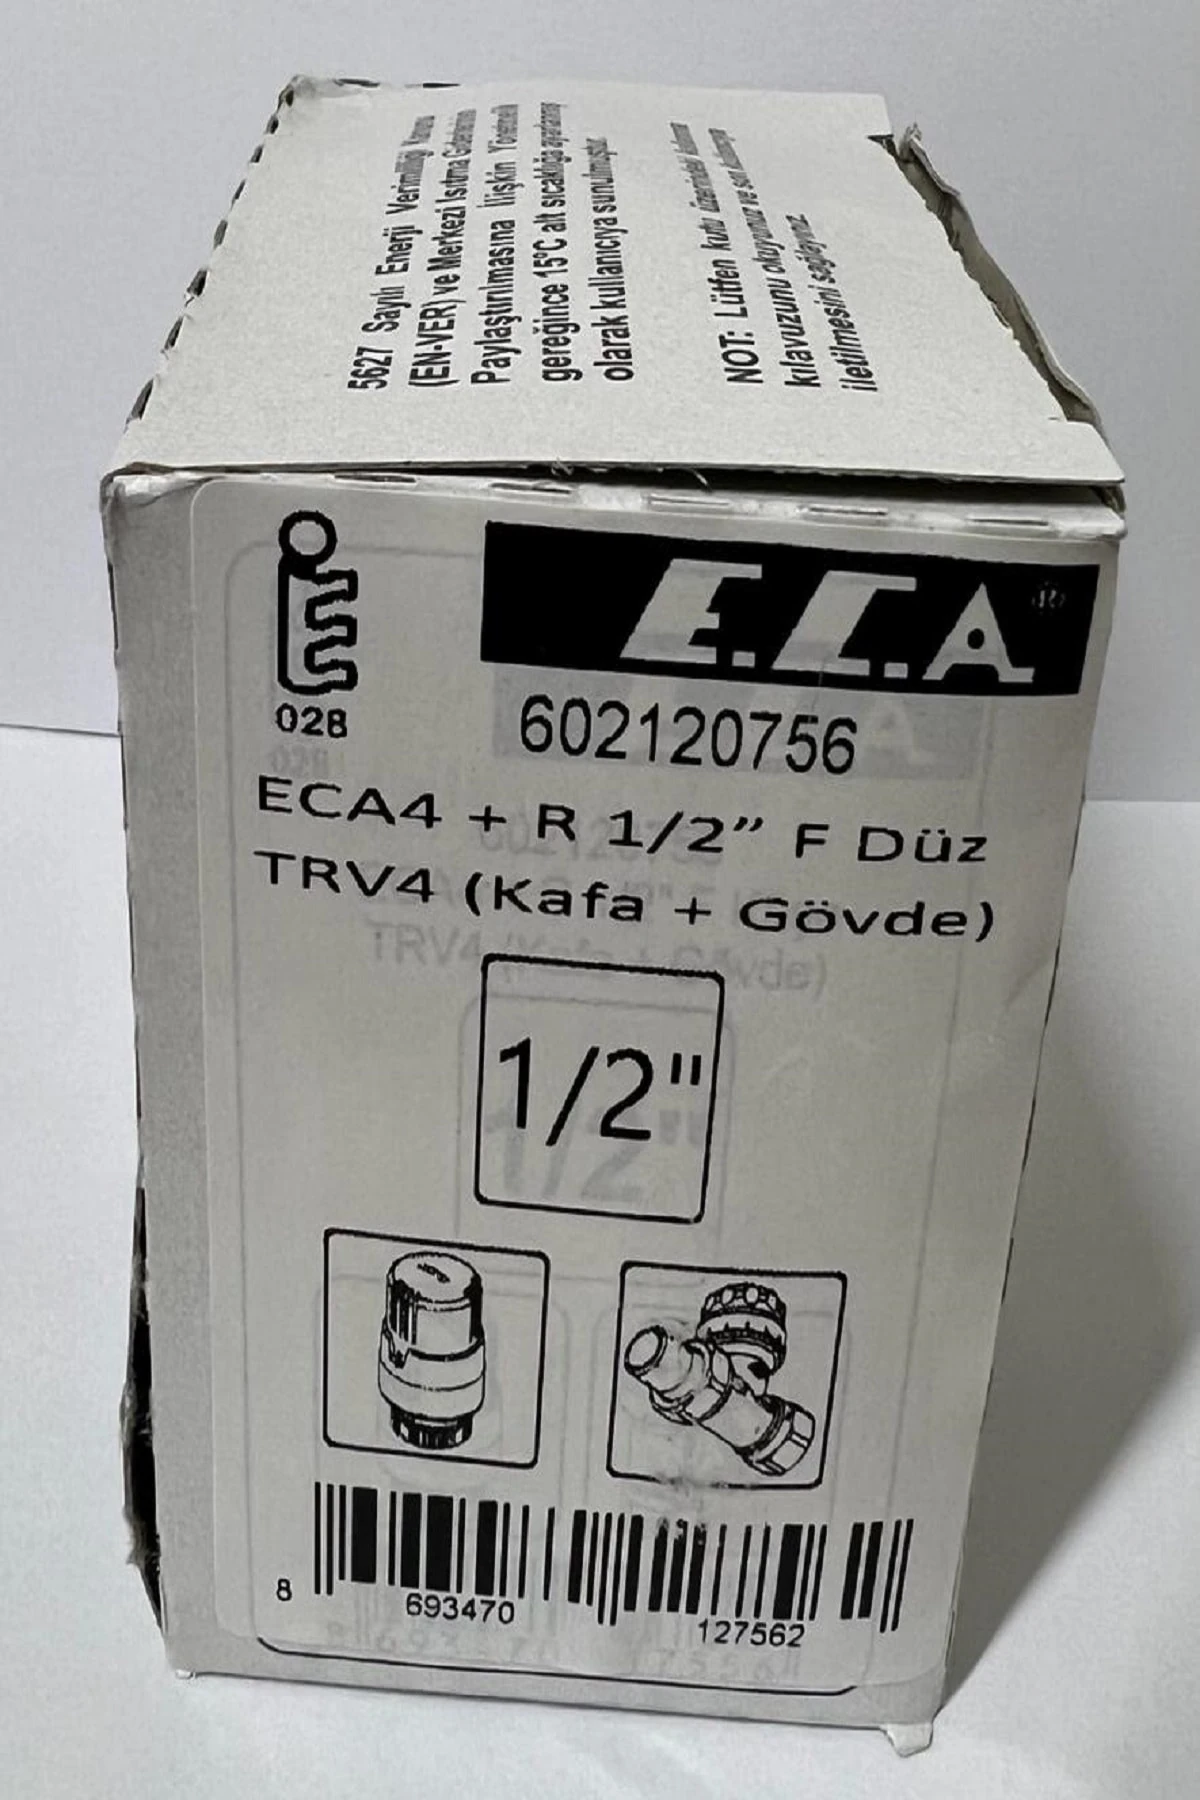 5627 Sayılı Enerji Verimliliği Kanunu
(EN-VER) ve Merkezi Isıtma Giderlerinin
Paylaştırılmasına İlişkin Yönetmelik
gereğince 15°C alt sıcaklığa ayarlanmış
olarak kullanıcıya sunulmuştur.
NOT: Lütfen kutu üzerindeki kullanma
kılavuzunu okuyunuz ve son kullanıcıya
iletilmesini sağlayınız.
028
E.C.A ®
602120756
ECA4 + R 1/2” F Düz
TRV4 (Kafa + Gövde)
1/2"
8 693470 127562